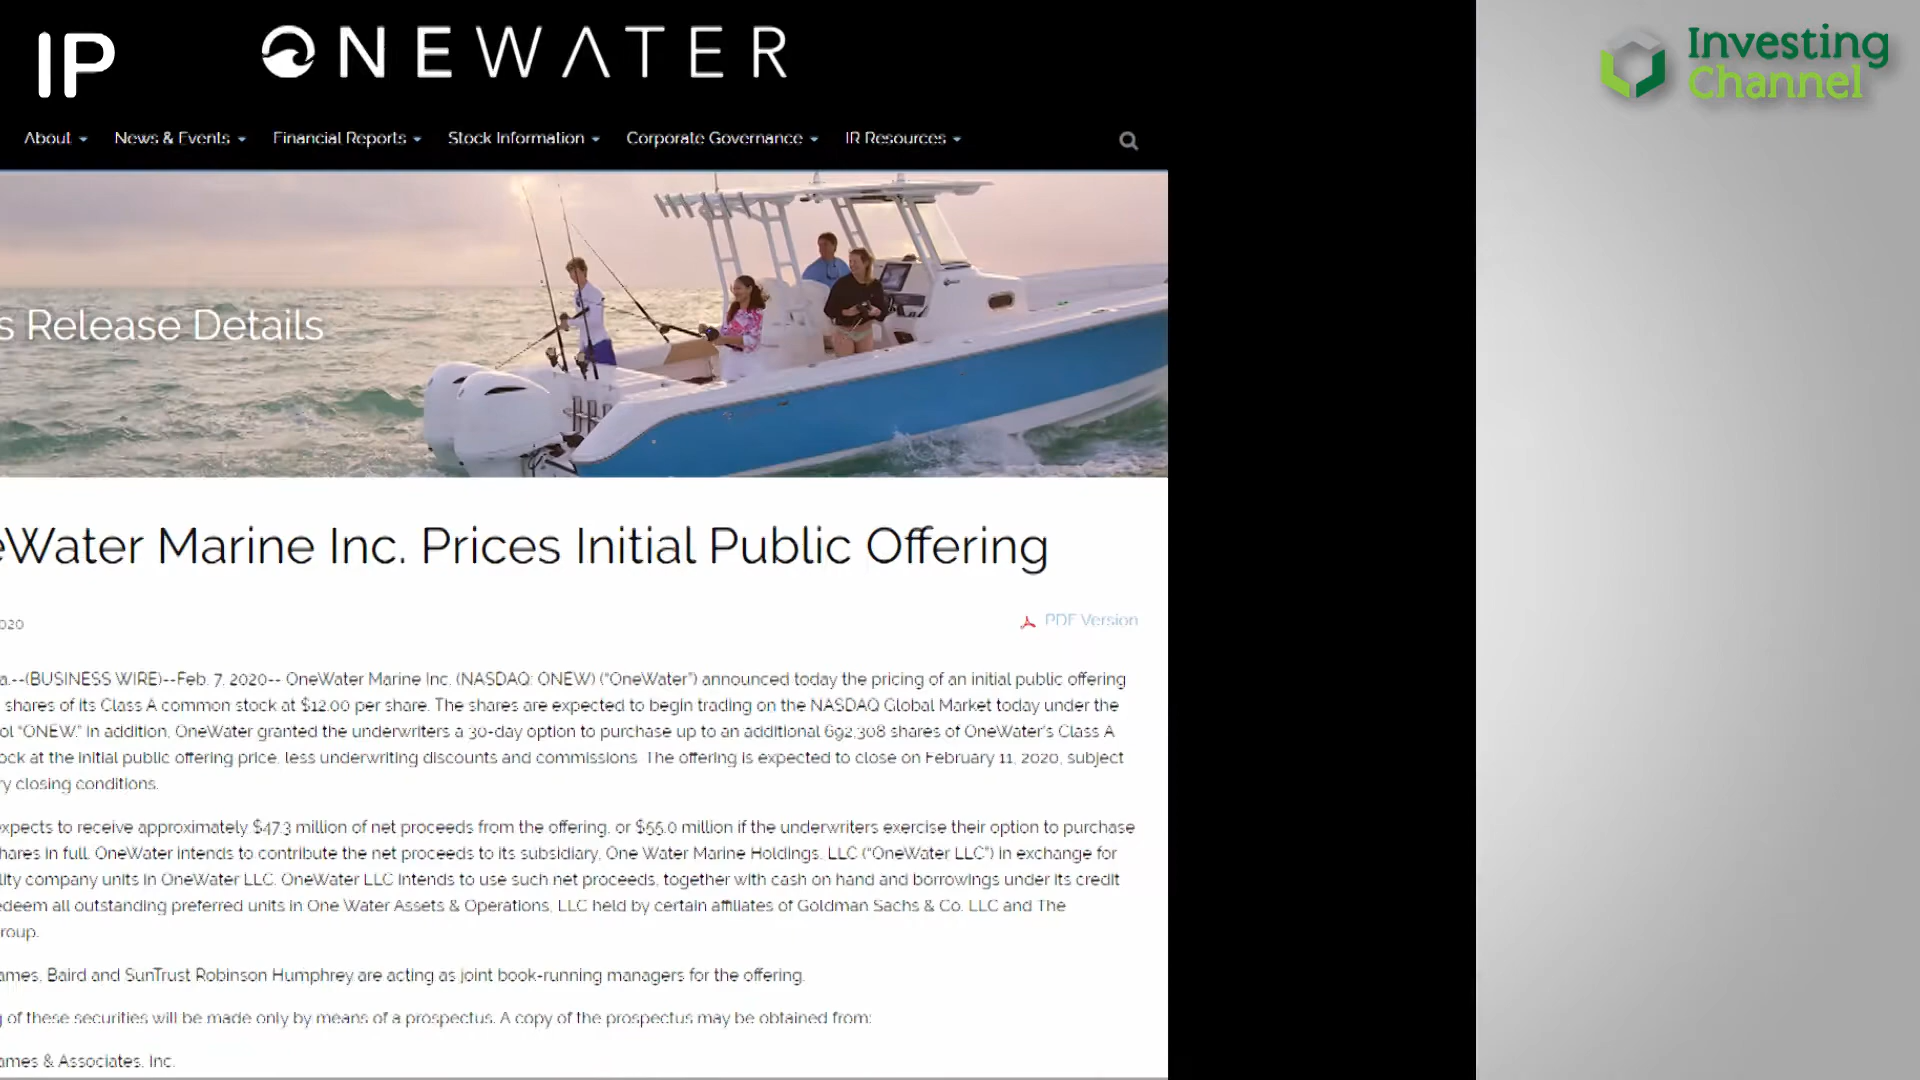 IP
ONEWATER
Investing
Channel
About News & Events Financial Reports Stock Information Corporate Governance IR Resources
s Release Details
eWater Marine Inc. Prices Initial Public Offering
020
PDF Version
a.--(BUSINESS WIRE)--Feb. 7, 2020-- OneWater Marine Inc. (NASDAQ: ONEW) (“OneWater”) announced today the pricing of an initial public offering
shares of its Class A common stock at $12.00 per share. The shares are expected to begin trading on the NASDAQ Global Market today under the
ol “ONEW.” In addition, OneWater granted the underwriters a 30-day option to purchase up to an additional 692,308 shares of OneWater’s Class A
ock at the initial public offering price, less underwriting discounts and commissions. The offering is expected to close on February 11, 2020, subject
ry closing conditions.
xpects to receive approximately $47.3 million of net proceeds from the offering, or $55.0 million if the underwriters exercise their option to purchase
hares in full. OneWater intends to contribute the net proceeds to its subsidiary, One Water Marine Holdings, LLC (“OneWater LLC”) in exchange for
lity company units in OneWater LLC. OneWater LLC intends to use such net proceeds, together with cash on hand and borrowings under its credit
edeem all outstanding preferred units in One Water Assets & Operations, LLC held by certain affiliates of Goldman Sachs & Co. LLC and The
roup.
ames, Baird and SunTrust Robinson Humphrey are acting as joint book-running managers for the offering.
g of these securities will be made only by means of a prospectus. A copy of the prospectus may be obtained from:
ames & Associates, Inc.